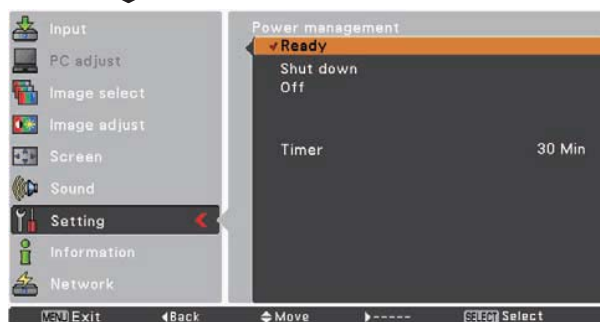 Input
PC adjust
Image select
Image adjust
Screen
Sound
Setting
Information
Network
Power management
Ready
Shut down
Off
Timer 30 Min
MENU Exit Back Move ----- SELECT Select